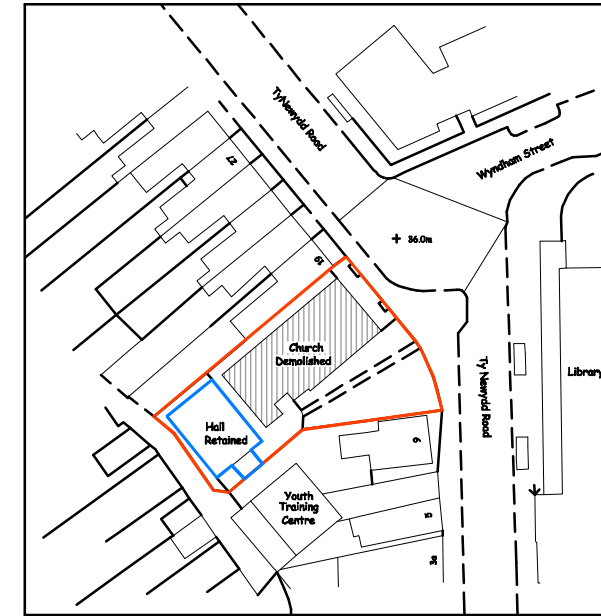 TyNewydd Road
Wyndham Street
27
36.0m
19
Church
Demolished
Ty Newydd Road
Library
Hall
Retained
9
Youth
Training
Centre
5
3a